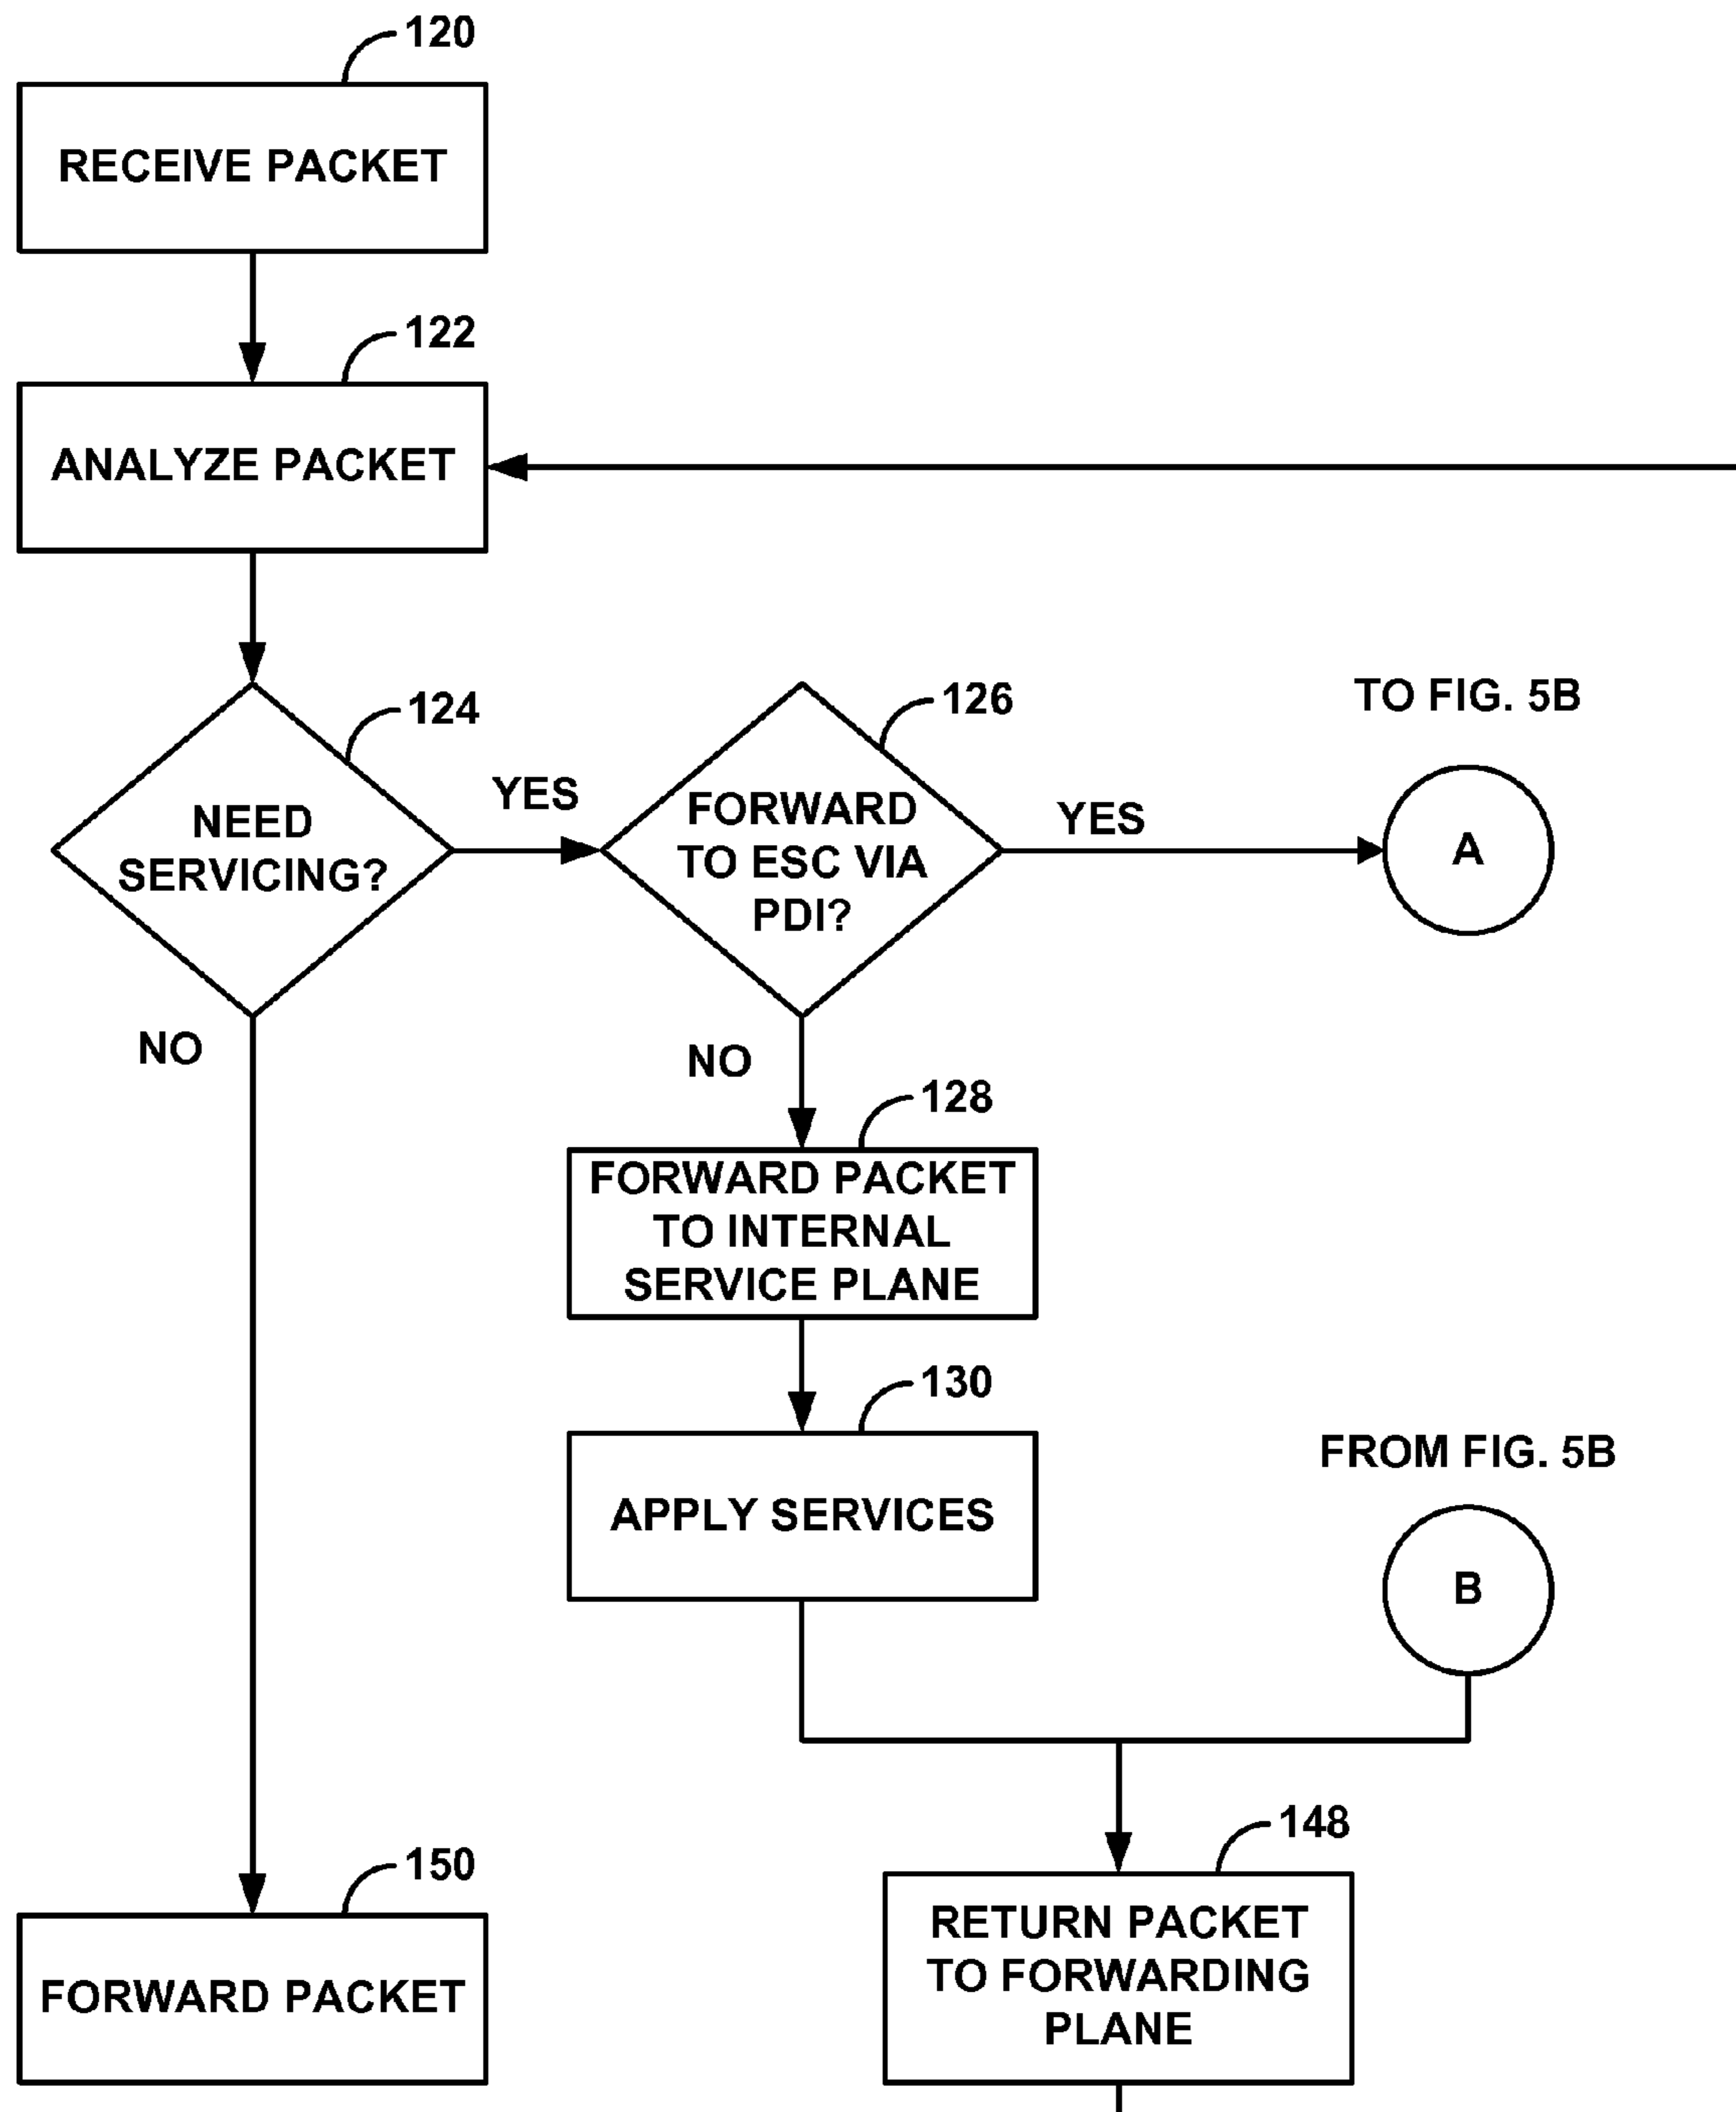 120
RECEIVE PACKET
122
ANALYZE PACKET
124
NEED
SERVICING?
YES
NO
126
FORWARD
TO ESC VIA
PDI?
YES
NO
TO FIG. 5B
A
128
FORWARD PACKET
TO INTERNAL
SERVICE PLANE
130
APPLY SERVICES
FROM FIG. 5B
B
148
RETURN PACKET
TO FORWARDING
PLANE
150
FORWARD PACKET